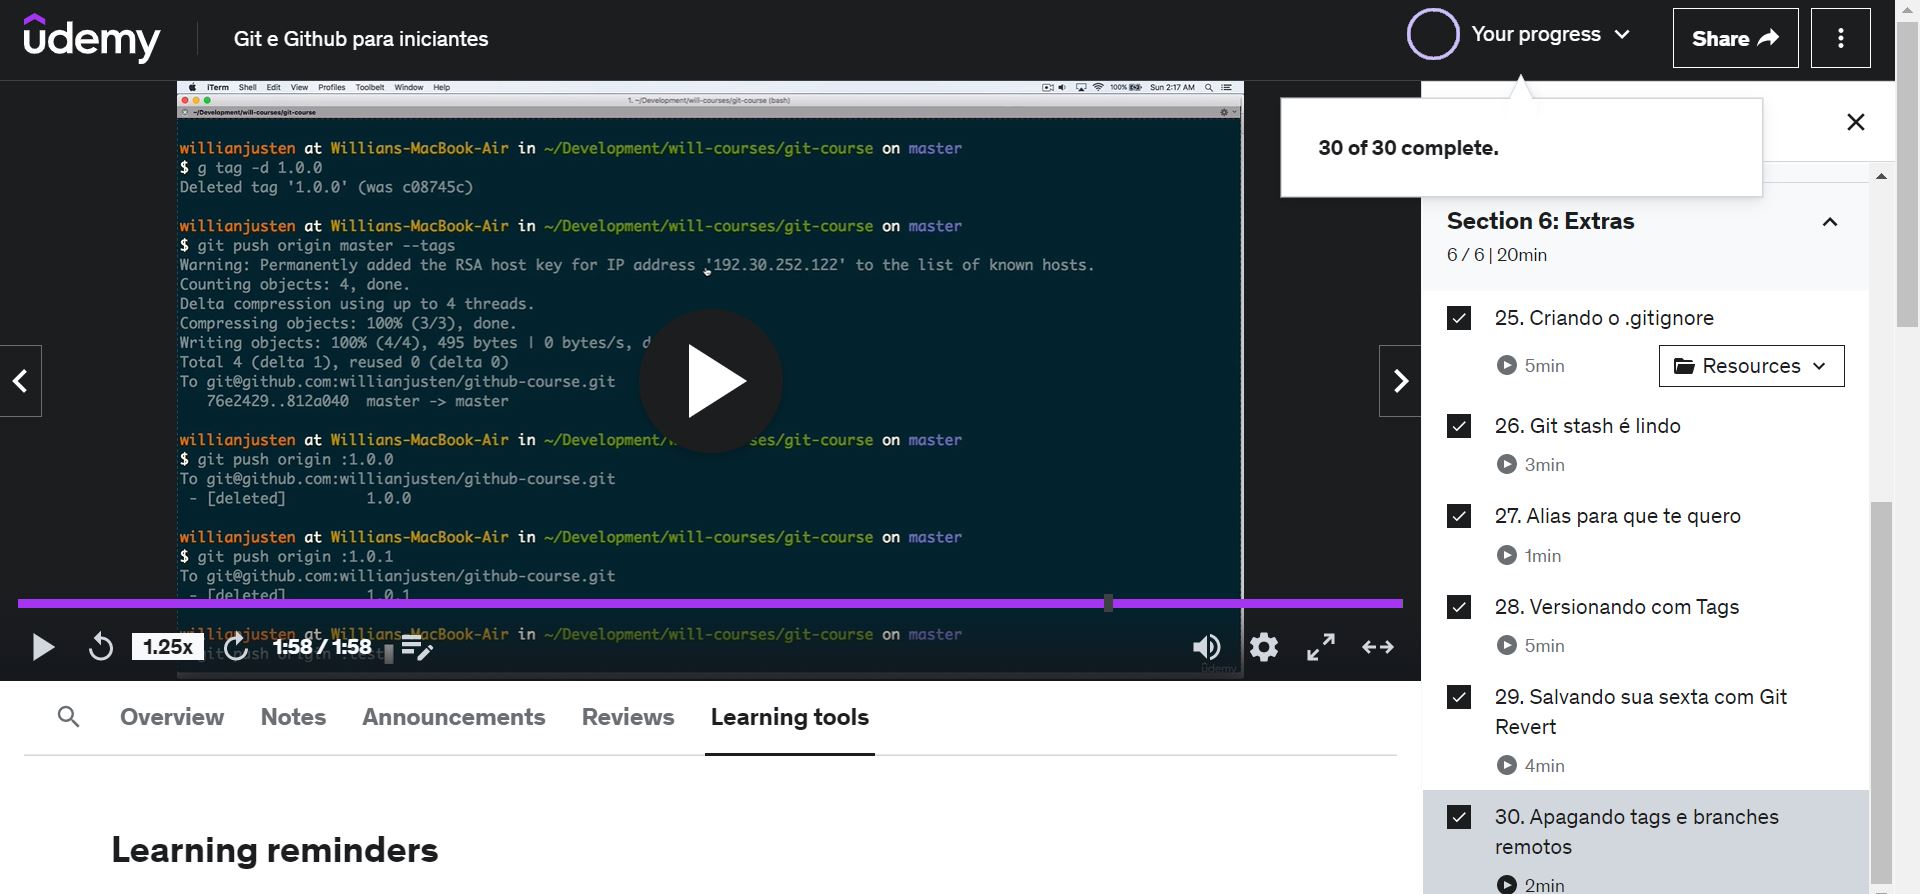 udemy
Git e Github para iniciantes
Your progress
Share
30 of 30 complete.
iTerm Shell Edit View Profiles Toolbelt Window Help
100% Sun 2:17 AM
1. ~/Development/will-courses/git-course (bash)
~/Development/will-courses/git-course
willianjusten at Willians-MacBook-Air in ~/Development/will-courses/git-course on master
$ g tag -d 1.0.0
Deleted tag '1.0.0' (was c08745c)
willianjusten at Willians-MacBook-Air in ~/Development/will-courses/git-course on master
$ git push origin master --tags
Warning: Permanently added the RSA host key for IP address '192.30.252.122' to the list of known hosts.
Counting objects: 4, done.
Delta compression using up to 4 threads.
Compressing objects: 100% (3/3), done.
Writing objects: 100% (4/4), 495 bytes | 0 bytes/s, d
Total 4 (delta 1), reused 0 (delta 0)
To git@github.com:willianjusten/github-course.git
76e2429..812a040 master -> master
willianjusten at Willians-MacBook-Air in ~/Development/ ses/git-course on master
$ git push origin :1.0.0
To git@github.com:willianjusten/github-course.git
- [deleted] 1.0.0
willianjusten at Willians-MacBook-Air in ~/Development/will-courses/git-course on master
$ git push origin :1.0.1
To git@github.com:willianjusten/github-course.git
- [deleted] 1.0.1
willianjusten at Willians-MacBook-Air in ~/Development/will-courses/git-course on master
git push origin :test
1.25x
1:58 / 1:58
udemy
Overview Notes Announcements Reviews Learning tools
Learning reminders
Section 6: Extras
6 / 6 | 20min
25. Criando o .gitignore
5min
Resources
26. Git stash é lindo
3min
27. Alias para que te quero
1min
28. Versionando com Tags
5min
29. Salvando sua sexta com Git
Revert
4min
30. Apagando tags e branches
remotos
2min